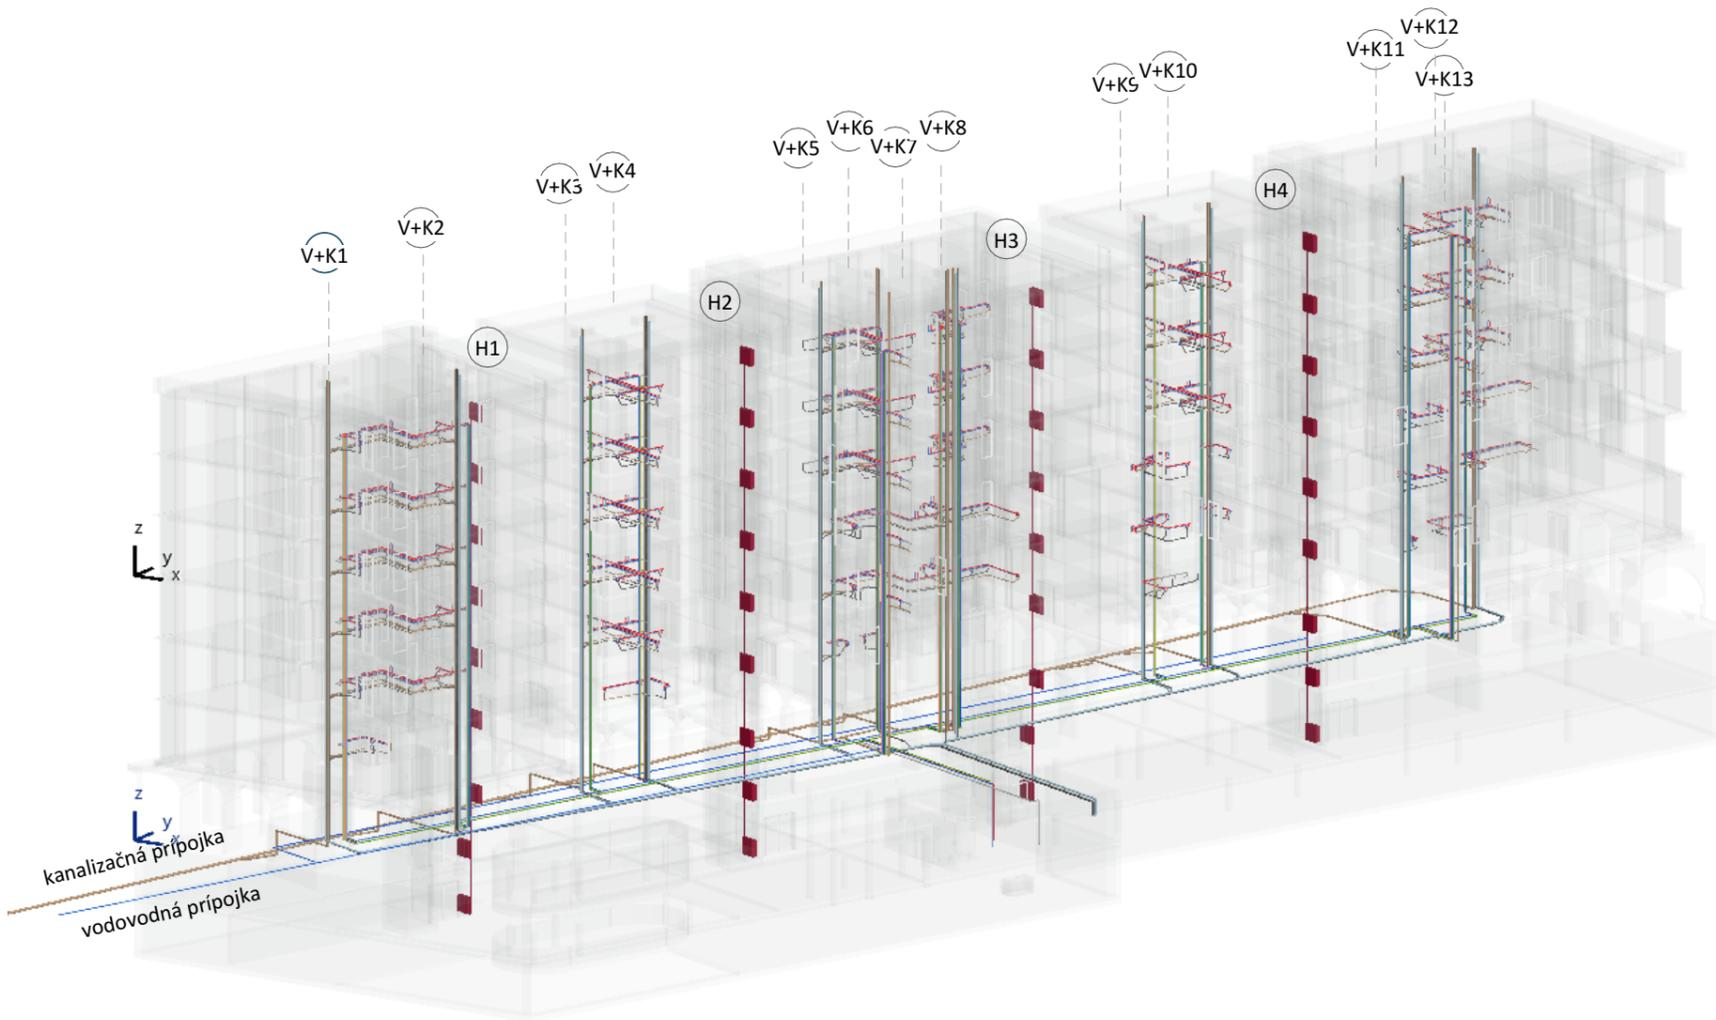 V+K12
V+K11
V+K13
V+K10
V+K9
V+K6
V+K8
V+K5
V+K7
V+K4
V+K3
H4
V+K2
H3
V+K1
H2
H1
z
y
x
z
y
x
kanalizačná prípojka
vodovodná prípojka